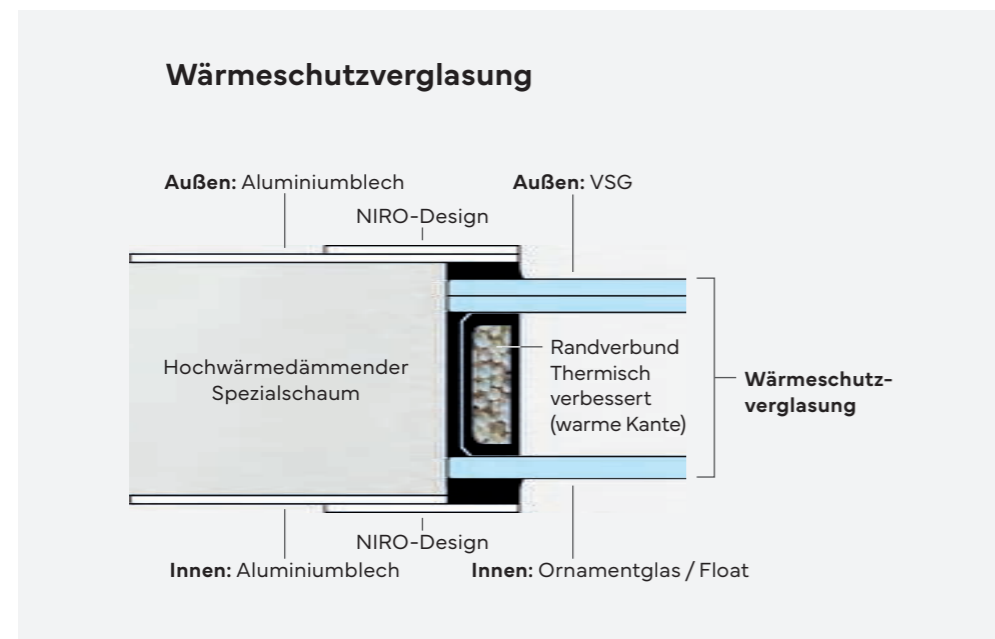 Wärmeschutzverglasung
Außen: Aluminiumblech
Außen: VSG
NIRO-Design
Hochwärmedämmender
Spezialschaum
Randverbund
Thermisch
verbessert
(warme Kante)
Wärmeschutz-
verglasung
NIRO-Design
Innen: Aluminiumblech
Innen: Ornamentglas / Float